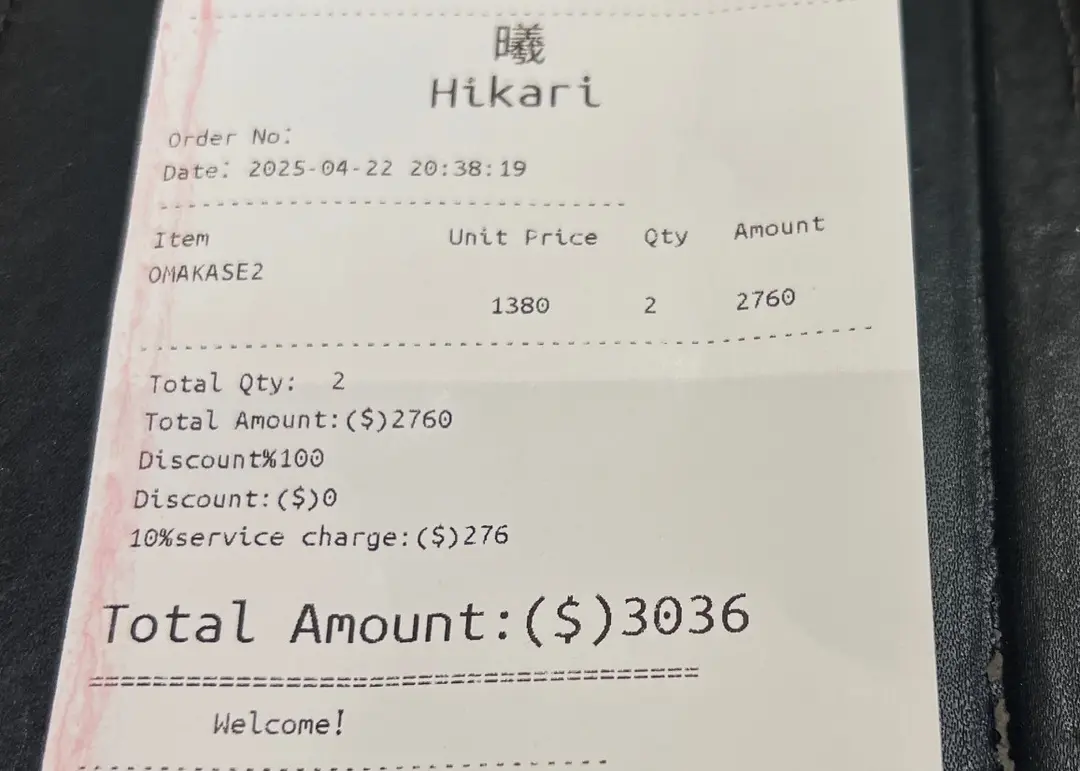 曦
Hikari
Order No:
Date: 2025-04-22 20:38:19
Item Unit Price Qty Amount
OMAKASE2
1380 2 2760
Total Qty: 2
Total Amount:($)2760
Discount%100
Discount:($)0
10%service charge:($)276
Total Amount:($)3036
Welcome!